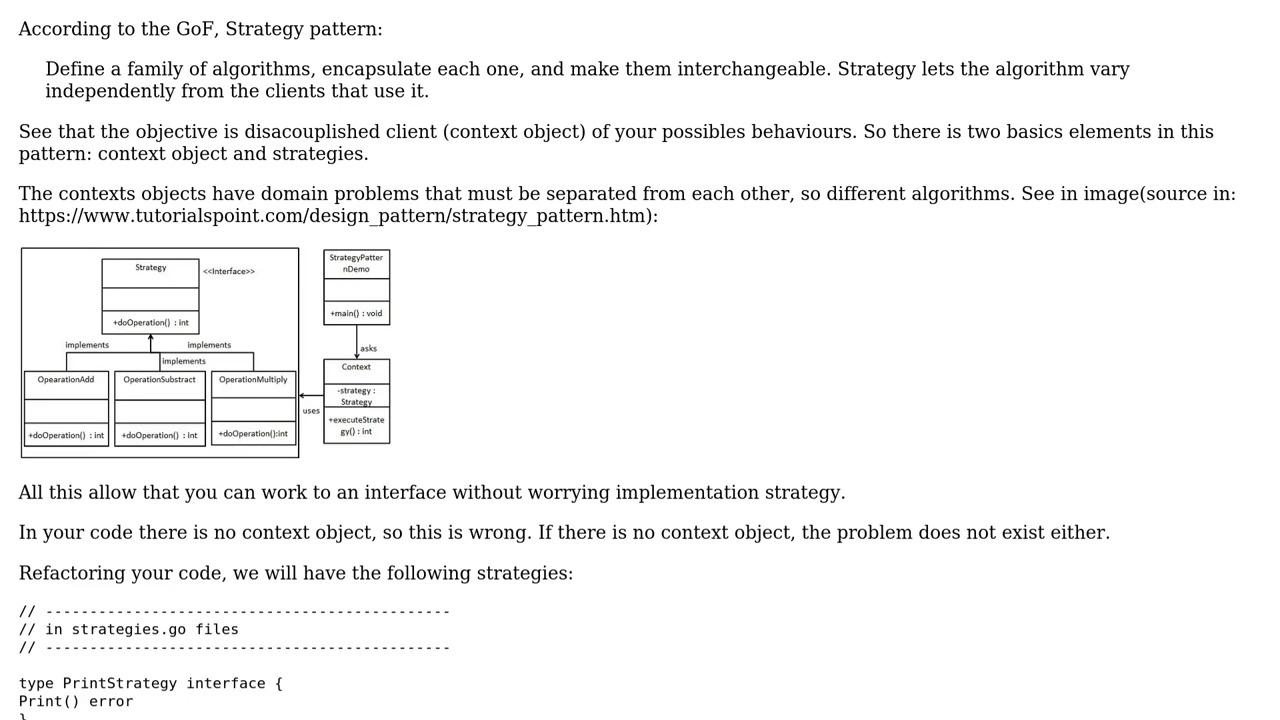 According to the GoF, Strategy pattern:
Define a family of algorithms, encapsulate each one, and make them interchangeable. Strategy lets the algorithm vary
independently from the clients that use it.
See that the objective is disacouplished client (context object) of your possibles behaviours. So there is two basics elements in this
pattern: context object and strategies.
The contexts objects have domain problems that must be separated from each other, so different algorithms. See in image(source in:
https://www.tutorialspoint.com/design_pattern/strategy_pattern.htm):
Strategy
<<Interface>>
+doOperation() : int
implements
implements
implements
OpearationAdd
+doOperation() : int
OperationSubstract
+doOperation() : int
OperationMultiply
+doOperation():int
StrategyPatter
nDemo
+main() : void
asks
Context
-strategy :
Strategy
+executeStrate
gy() : int
uses
All this allow that you can work to an interface without worrying implementation strategy.
In your code there is no context object, so this is wrong. If there is no context object, the problem does not exist either.
Refactoring your code, we will have the following strategies:
// ----------------------------------------------
// in strategies.go files
// ----------------------------------------------
type PrintStrategy interface {
Print() error
}